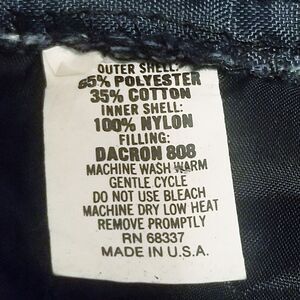 OUTER SHELL:
65% POLYESTER
35% COTTON
INNER SHELL:
100% NYLON
FILLING:
DACRON 808
MACHINE WASH WARM
GENTLE CYCLE
DO NOT USE BLEACH
MACHINE DRY LOW HEAT
REMOVE PROMPTLY
RN 68337
MADE IN U.S.A.